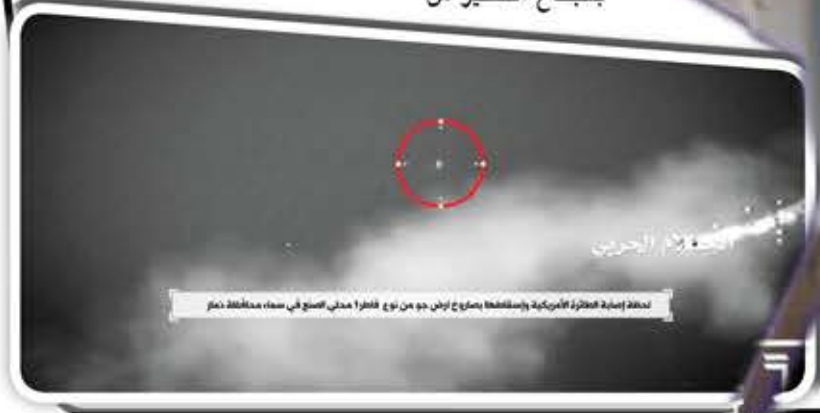 الإعلام الحربي
لحظة إصابة الطائرة الأمريكية وإسقاطها بصاروخ ارض جو من نوع فاطر1 محلي الصنع في سماء محافظة ذمار